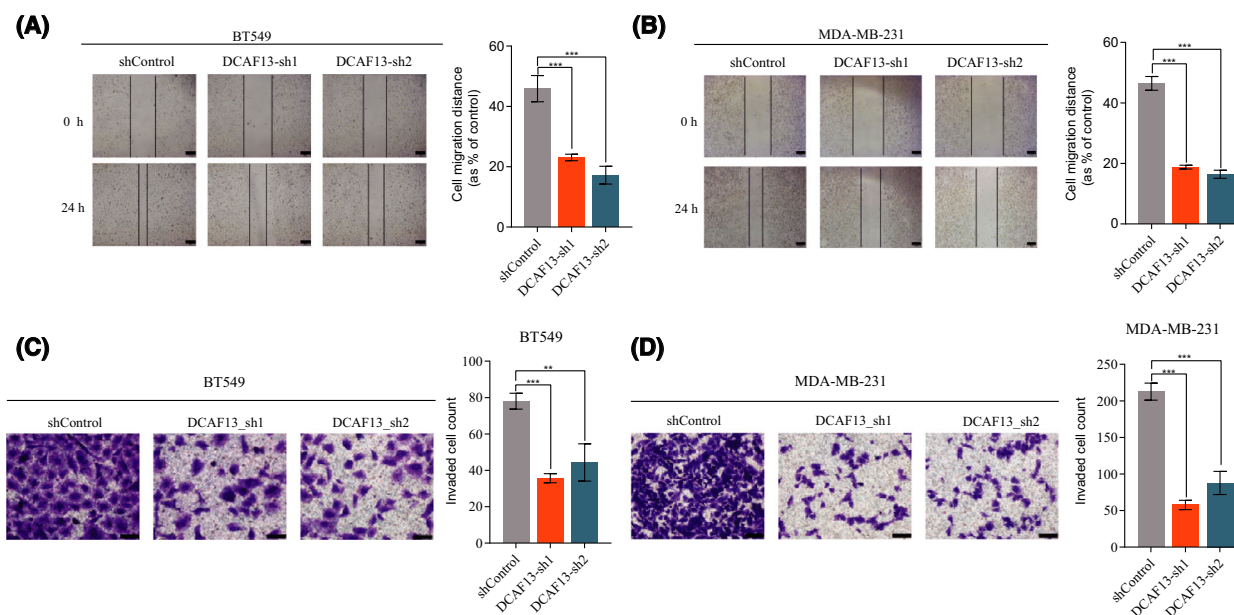 (A)
BT549
shControl DCAF13-sh1 DCAF13-sh2
0 h
24 h
Cell migration distance
(as % of control)
60
40
20
0
***
***
shControl
DCAF13-sh1
DCAF13-sh2
(B)
MDA-MB-231
shControl DCAF13-sh1 DCAF13-sh2
0 h
24 h
Cell migration distance
(as % of control)
60
40
20
0
***
***
shControl
DCAF13-sh1
DCAF13-sh2
(C)
BT549
shControl DCAF13_sh1 DCAF13_sh2
BT549
Invaded cell count
80
60
40
20
0
**
***
shControl
DCAF13-sh1
DCAF13-sh2
(D)
MDA-MB-231
shControl DCAF13_sh1 DCAF13_sh2
MDA-MB-231
Invaded cell count
250
200
150
100
50
0
***
***
shControl
DCAF13-sh1
DCAF13-sh2